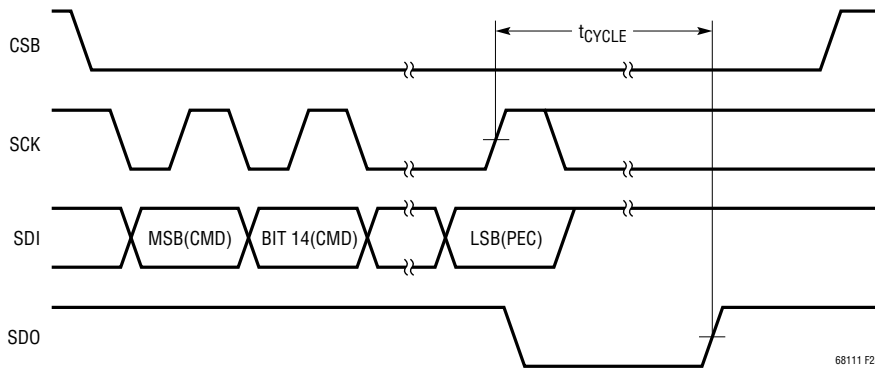 CSB
tCYCLE
SCK
SDI
MSB(CMD)
BIT 14(CMD)
LSB(PEC)
SDO
68111 F2